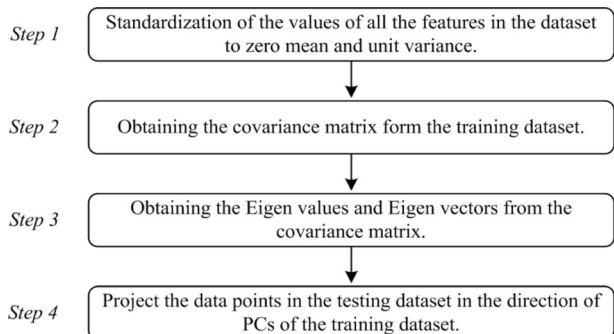 Step 1
Standardization of the values of all the features in the dataset
to zero mean and unit variance.
Step 2
Obtaining the covariance matrix form the training dataset.
Step 3
Obtaining the Eigen values and Eigen vectors from the
covariance matrix.
Step 4
Project the data points in the testing dataset in the direction of
PCs of the training dataset.